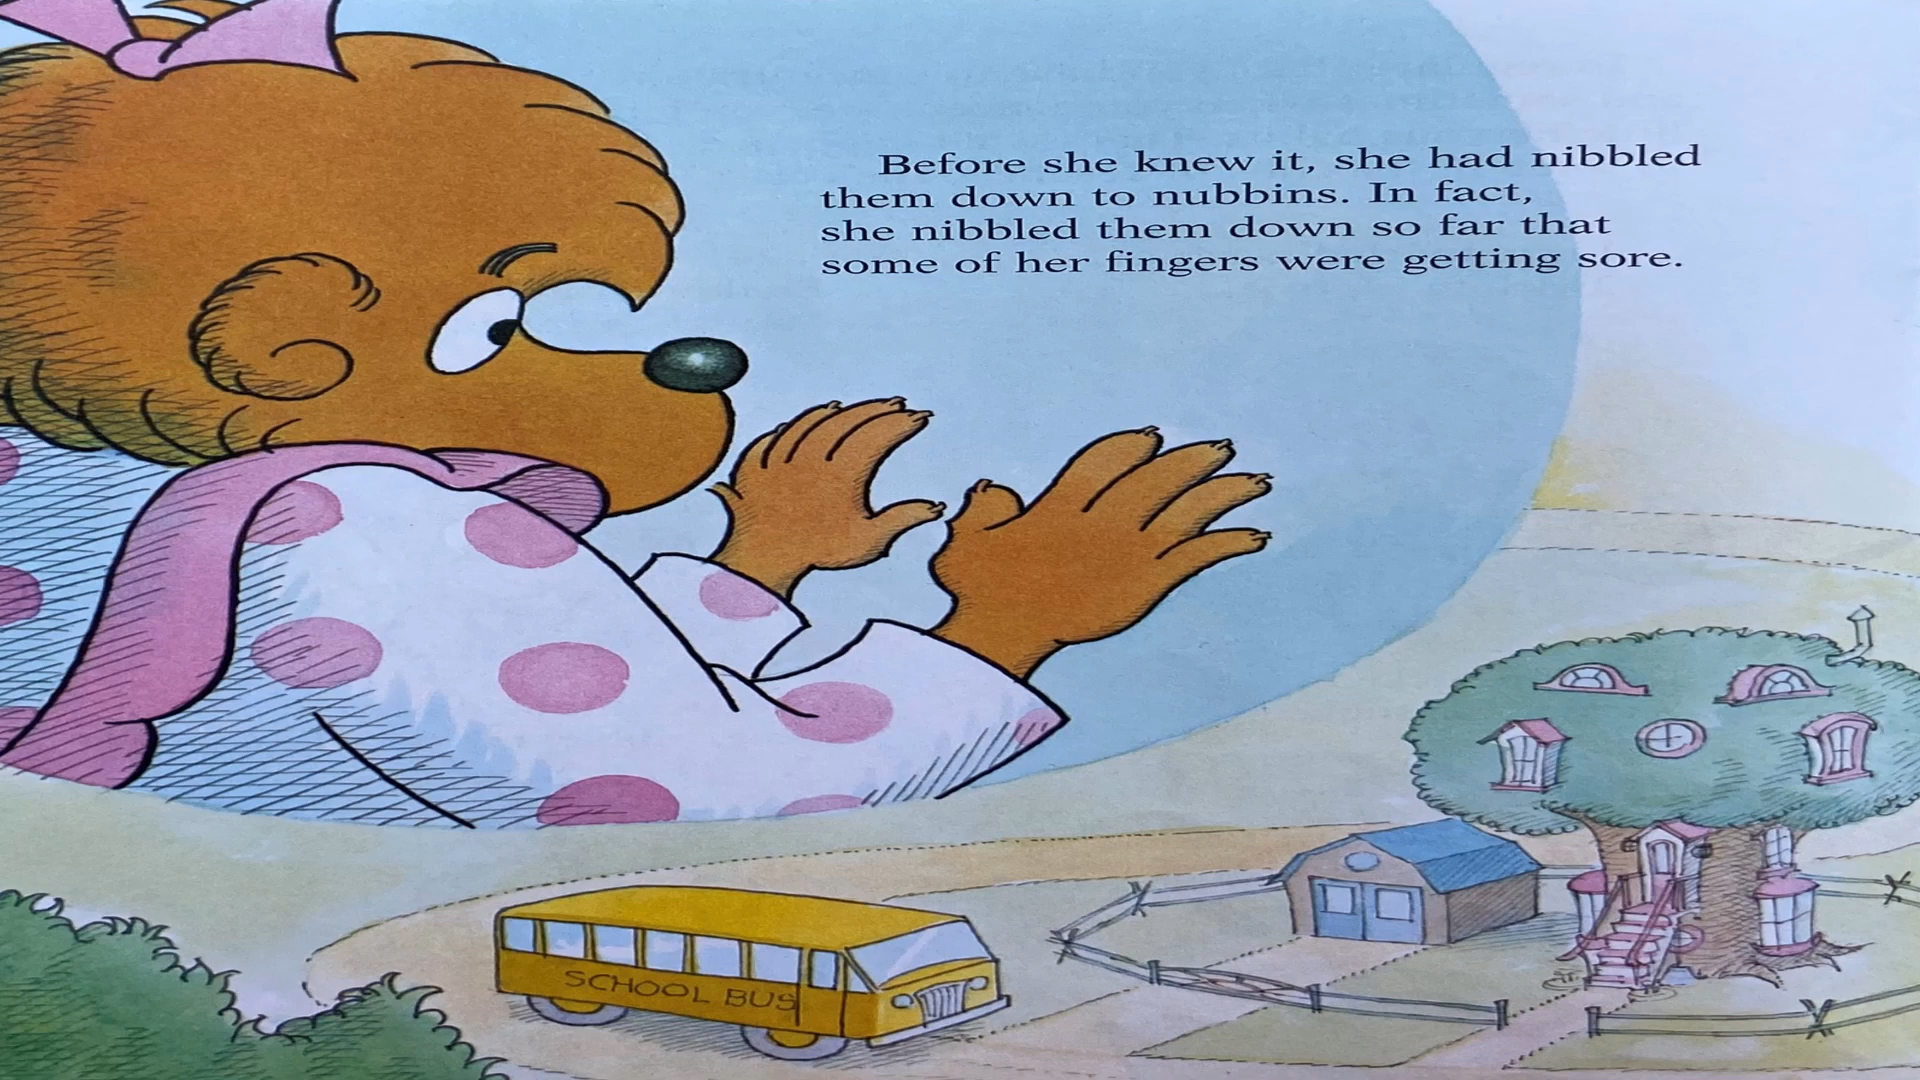 Before she knew it, she had nibbled
them down to nubbins. In fact,
she nibbled them down so far that
some of her fingers were getting sore.
SCHOOL BUS